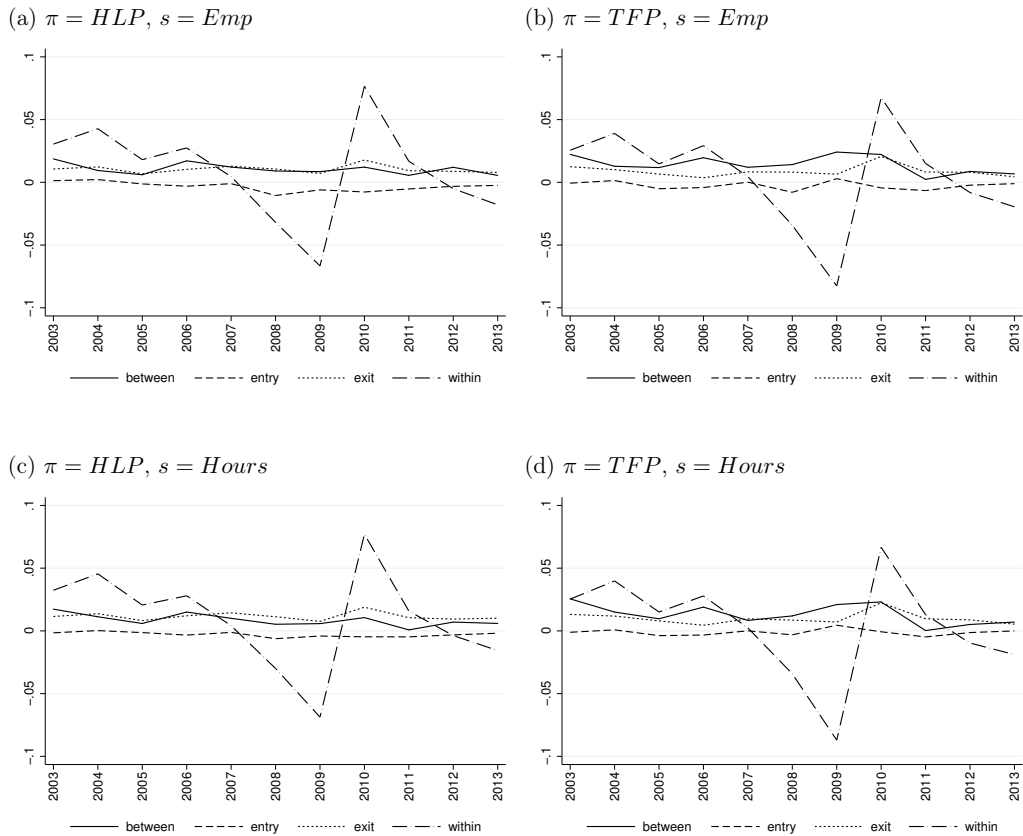 (a) π = HLP, s = Emp
.1
.05
0
−.05
−.1
2003 2004 2005 2006 2007 2008 2009 2010 2011 2012 2013
between entry exit within
(b) π = TFP, s = Emp
.1
.05
0
−.05
−.1
2003 2004 2005 2006 2007 2008 2009 2010 2011 2012 2013
between entry exit within
(c) π = HLP, s = Hours
.1
.05
0
−.05
−.1
2003 2004 2005 2006 2007 2008 2009 2010 2011 2012 2013
between entry exit within
(d) π = TFP, s = Hours
.1
.05
0
−.05
−.1
2003 2004 2005 2006 2007 2008 2009 2010 2011 2012 2013
between entry exit within